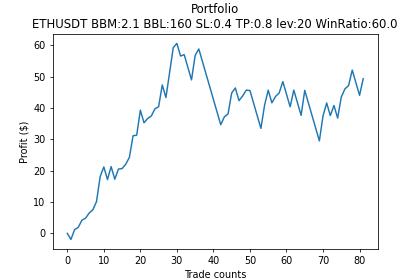 Portfolio
ETHUSDT BBM:2.1 BBL:160 SL:0.4 TP:0.8 lev:20 WinRatio:60.0
60
50
40
30
20
10
0
Profit ($)
0 10 20 30 40 50 60 70 80
Trade counts